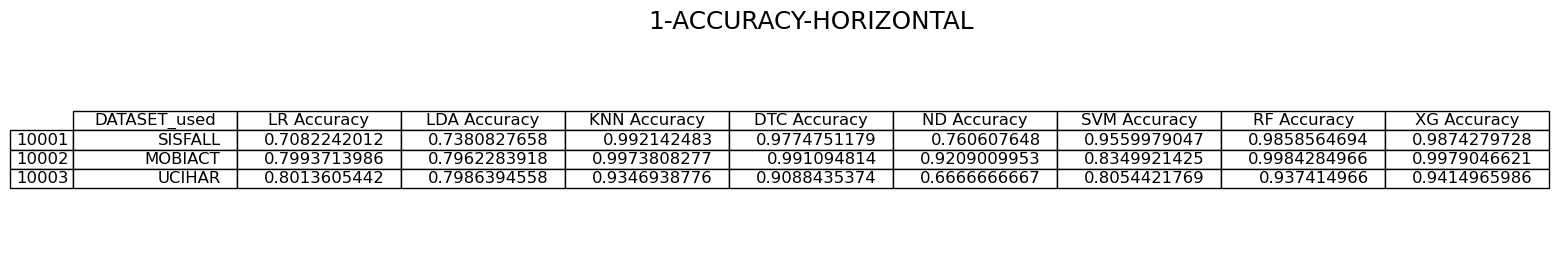 1-ACCURACY-HORIZONTAL
DATASET_used LR Accuracy LDA Accuracy KNN Accuracy DTC Accuracy ND Accuracy SVM Accuracy RF Accuracy XG Accuracy
10001 SISFALL 0.7082242012 0.7380827658 0.992142483 0.9774751179 0.760607648 0.9559979047 0.9858564694 0.9874279728
10002 MOBIACT 0.7993713986 0.7962283918 0.9973808277 0.991094814 0.9209009953 0.8349921425 0.9984284966 0.9979046621
10003 UCIHAR 0.8013605442 0.7986394558 0.9346938776 0.9088435374 0.6666666667 0.8054421769 0.937414966 0.9414965986